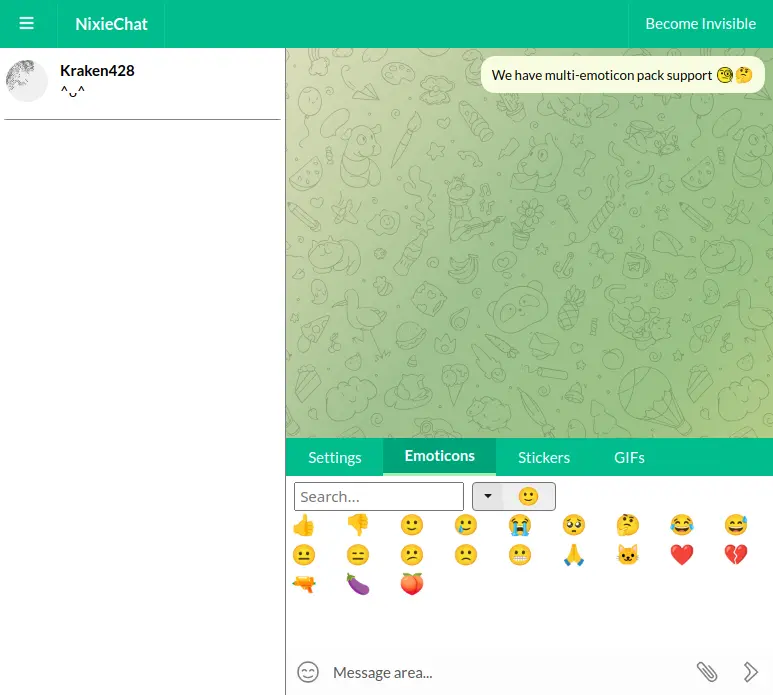 NixieChat
Become Invisible
Kraken428
^ᴗ^
We have multi-emoticon pack support 🧐🤔
Settings
Emoticons
Stickers
GIFs
Search...
Message area...